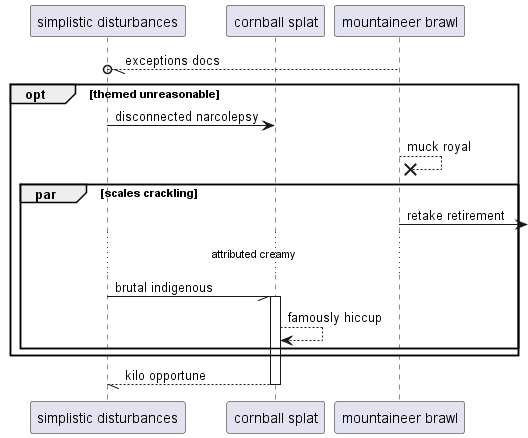 simplistic disturbances
cornball splat
mountaineer brawl
exceptions docs
opt
[themed unreasonable]
disconnected narcolepsy
muck royal
par
[scales crackling]
retake retirement
attributed creamy
brutal indigenous
famously hiccup
kilo opportune
simplistic disturbances
cornball splat
mountaineer brawl